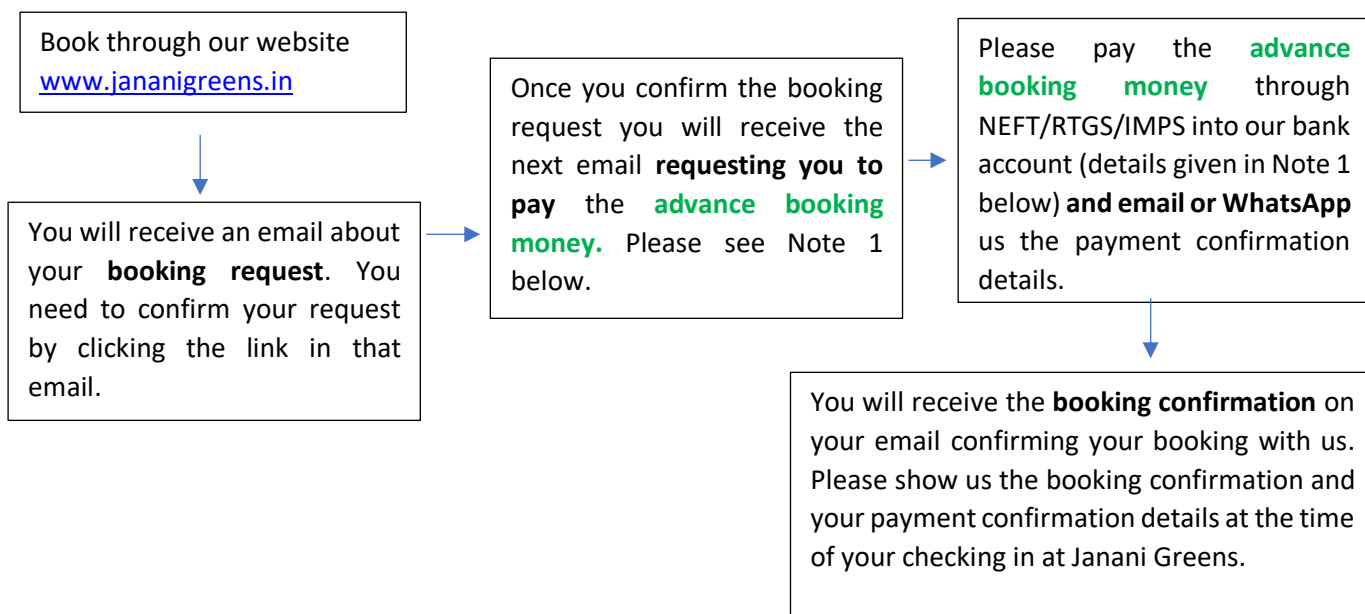 Book through our website
www.jananigreens.in
You will receive an email about
your booking request. You
need to confirm your request
by clicking the link in that
email.
Once you confirm the booking
request you will receive the
next email requesting you to
pay the advance booking
money. Please see Note 1
below.
Please pay the advance
booking money through
NEFT/RTGS/IMPS into our bank
account (details given in Note 1
below) and email or WhatsApp
us the payment confirmation
details.
You will receive the booking confirmation on
your email confirming your booking with us.
Please show us the booking confirmation and
your payment confirmation details at the time
of your checking in at Janani Greens.